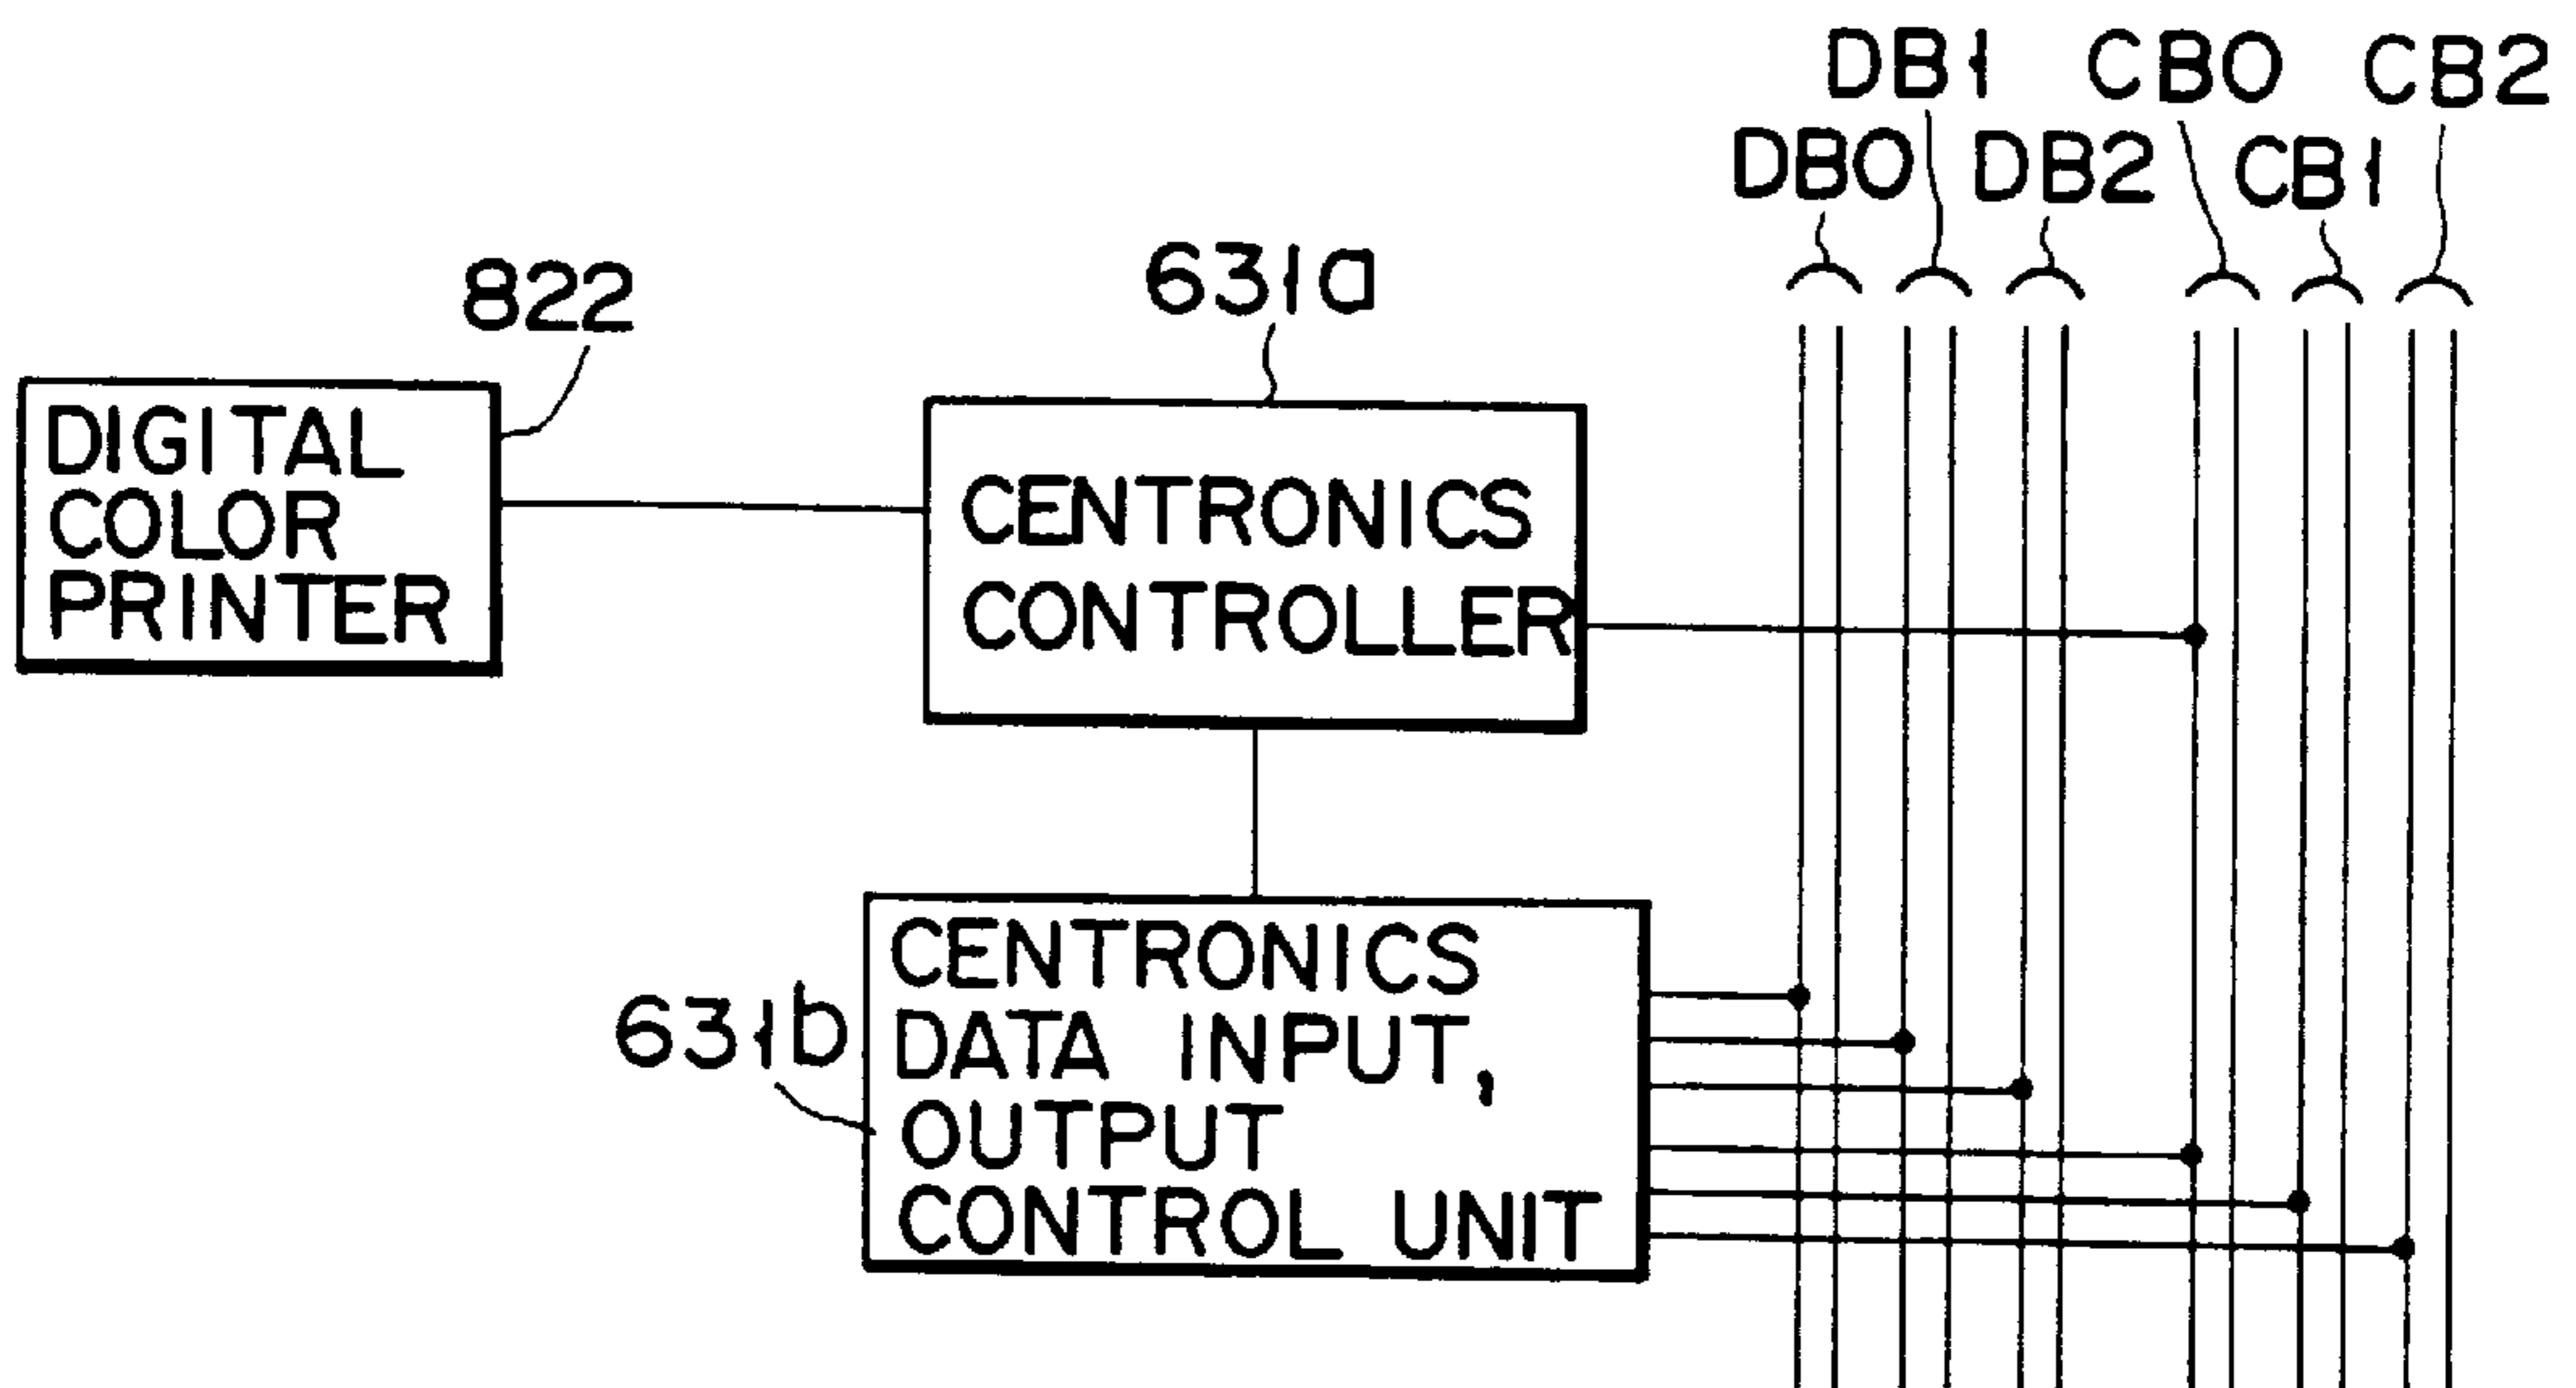 DB1 CB0 CB2
DB0 DB2 CB1
822
631a
DIGITAL
COLOR
PRINTER
CENTRONICS
CONTROLLER
631b
CENTRONICS
DATA INPUT,
OUTPUT
CONTROL UNIT